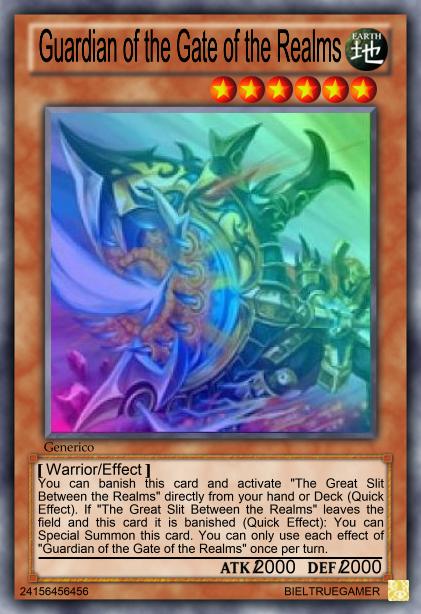 Guardian of the Gate of the Realms
EARTH
地
Generico
[ Warrior/Effect ]
You can banish this card and activate "The Great Slit
Between the Realms" directly from your hand or Deck (Quick
Effect). If "The Great Slit Between the Realms" leaves the
field and this card it is banished (Quick Effect): You can
Special Summon this card. You can only use each effect of
"Guardian of the Gate of the Realms" once per turn.
ATK 2000 DEF 2000
24156456456 BIELTRUEGAMER